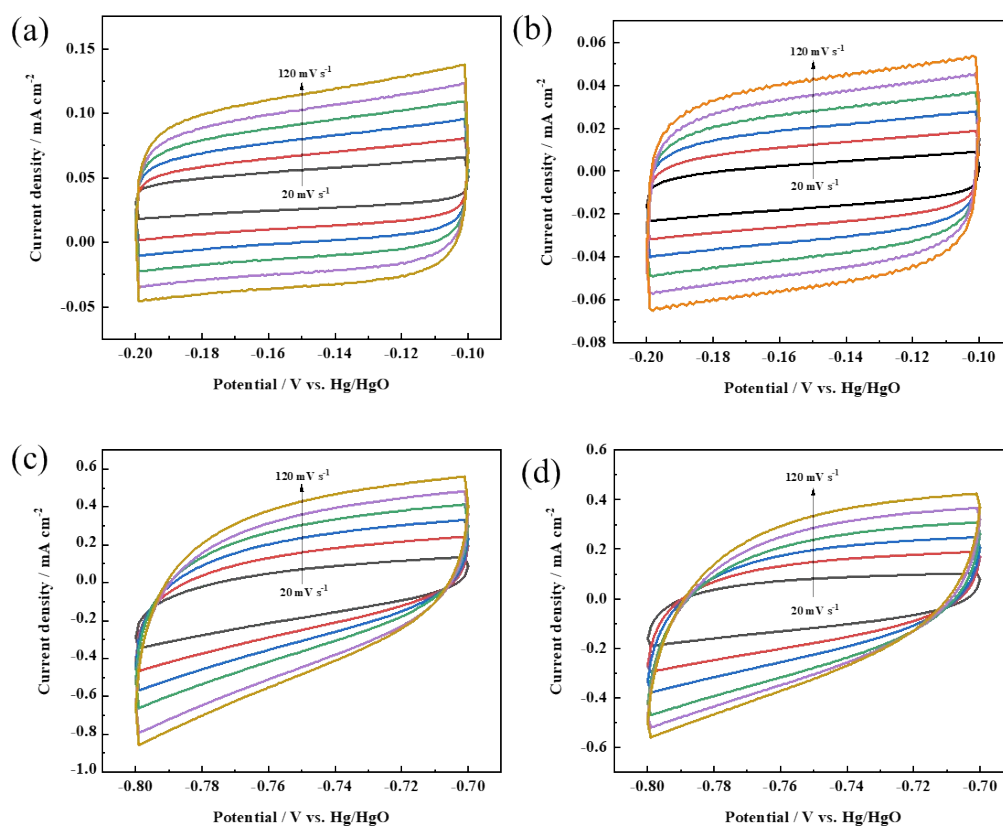 (a)
0.15
0.10
0.05
0.00
-0.05
Current density / mA cm-2
120 mV s-1
20 mV s-1
-0.20
-0.18
-0.16
-0.14
-0.12
-0.10
Potential / V vs. Hg/HgO
(b)
0.06
0.04
0.02
0.00
-0.02
-0.04
-0.06
-0.08
Current density / mA cm-2
120 mV s-1
20 mV s-1
-0.20
-0.18
-0.16
-0.14
-0.12
-0.10
Potential / V vs. Hg/HgO
(c)
0.6
0.4
0.2
0.0
-0.2
-0.4
-0.6
-0.8
-1.0
Current density / mA cm-2
120 mV s-1
20 mV s-1
-0.80
-0.78
-0.76
-0.74
-0.72
-0.70
Potential / V vs. Hg/HgO
(d)
0.6
0.4
0.2
0.0
-0.2
-0.4
-0.6
Current density / mA cm-2
120 mV s-1
20 mV s-1
-0.80
-0.78
-0.76
-0.74
-0.72
-0.70
Potential / V vs. Hg/HgO